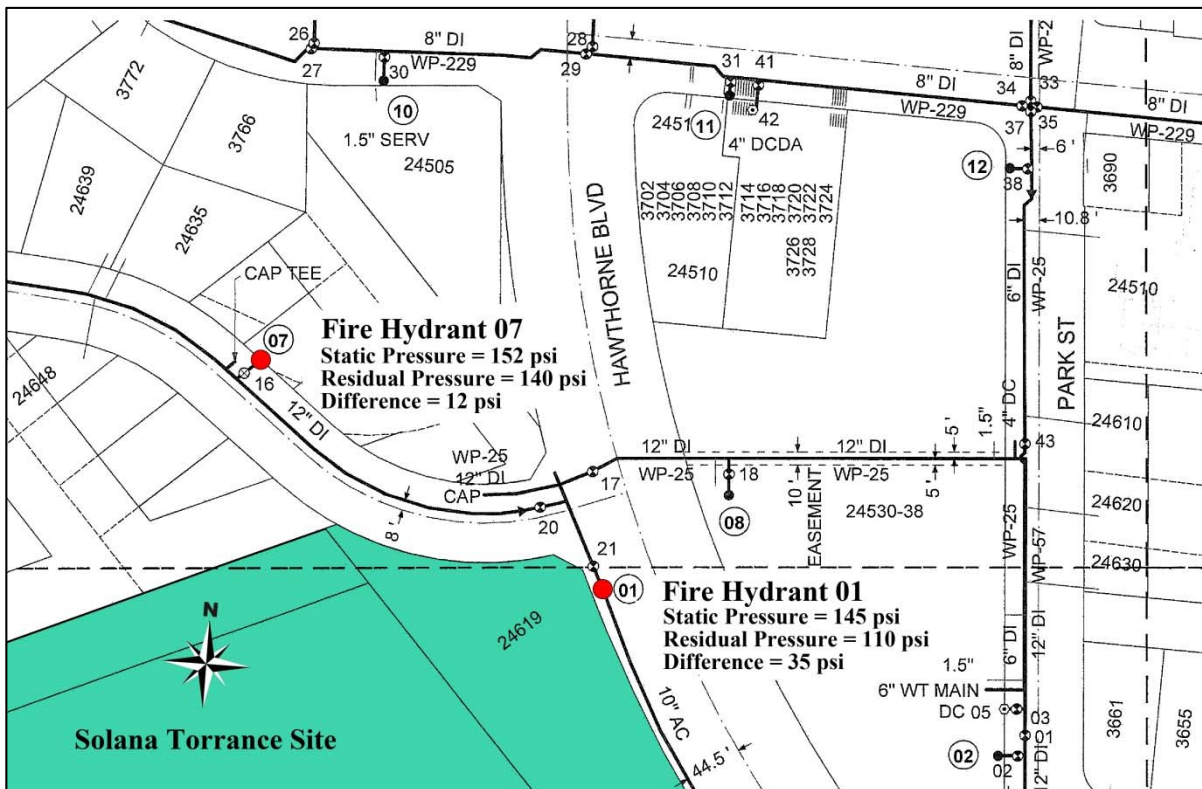 26
27
8" DI
WP-229
30
10
1.5" SERV
24505
28
29
31
41
8" DI
WP-229
8" DI
WP-2
34
33
35
37
8" DI
WP-229
2451
11
42
4" DCDA
6 '
12
38
10.8 '
3690
3772
3766
24639
24635
3702
3704
3706
3708
3710
3712
3714
3716
3718
3720
3722
3724
3726
3728
24510
HAWTHORNE BLVD
6" DI
WP-25
PARK ST
24510
CAP TEE
07
16
Fire Hydrant 07
Static Pressure = 152 psi
Residual Pressure = 140 psi
Difference = 12 psi
24648
12" DI
WP-25
12" DI
CAP
17
12" DI
WP-25
12" DI
WP-25
4" DC
1.5"
5'
43
24610
18
08
10'
EASEMENT
5'
24530-38
24620
24630
8'
20
21
01
Fire Hydrant 01
Static Pressure = 145 psi
Residual Pressure = 110 psi
Difference = 35 psi
WP-25
WP-57
6" DI
12" DI
24619
N
Solana Torrance Site
10" AC
44.5'
1.5"
6" WT MAIN
DC 05
03
01
02
02
12" DI
3661
3655